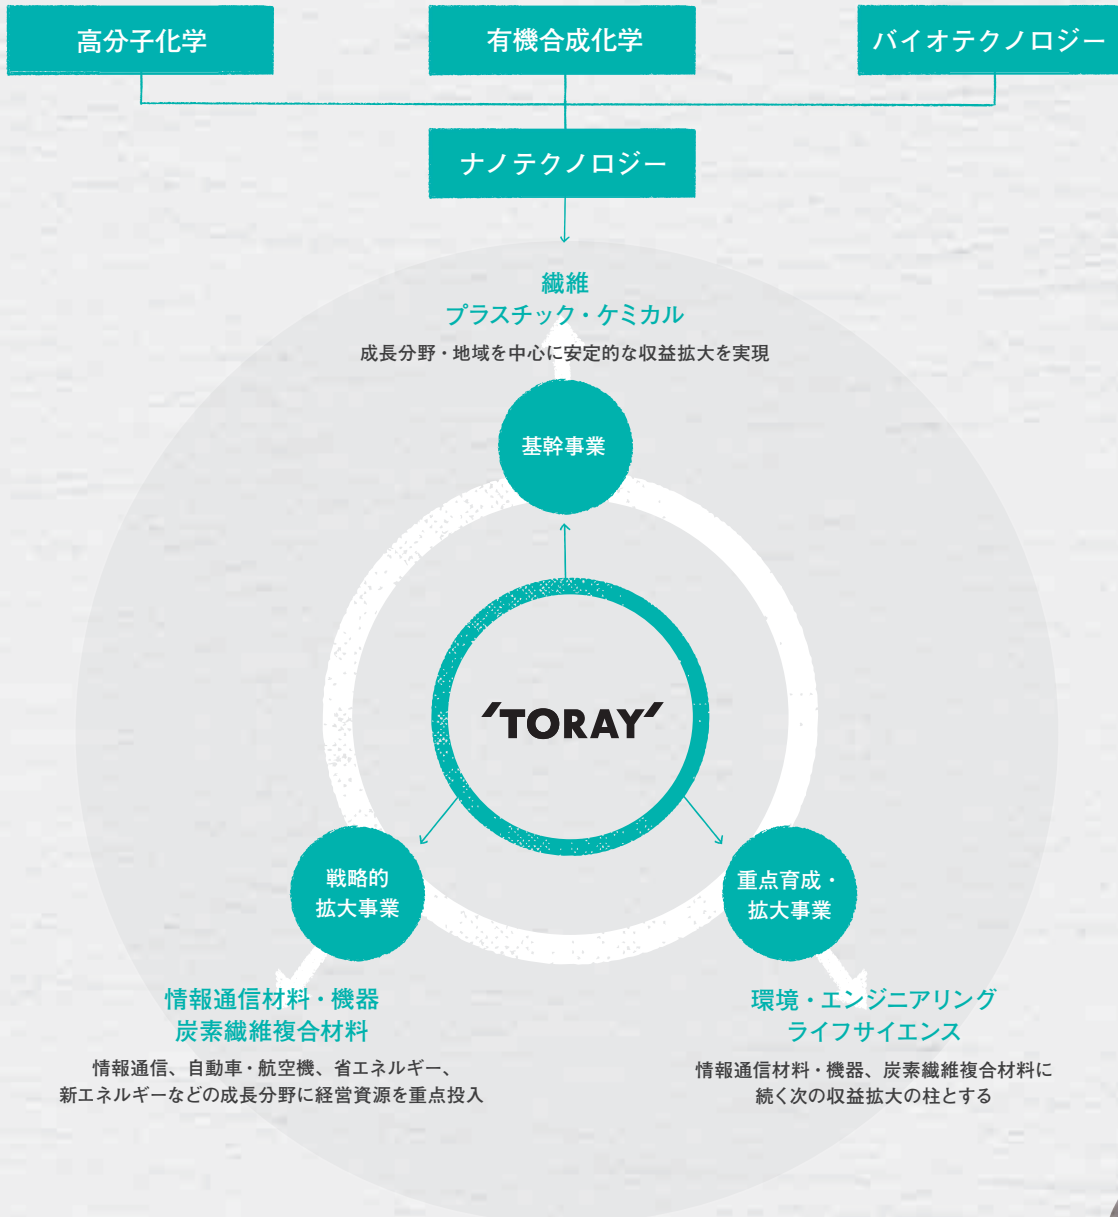 高分子化学
有機合成化学
バイオテクノロジー
ナノテクノロジー
繊維
プラスチック・ケミカル
成長分野・地域を中心に安定的な収益拡大を実現
基幹事業
'TORAY'
戦略的
拡大事業
重点育成・
拡大事業
情報通信材料・機器
炭素繊維複合材料
情報通信、自動車・航空機、省エネルギー、
新エネルギーなどの成長分野に経営資源を重点投入
環境・エンジニアリング
ライフサイエンス
情報通信材料・機器、炭素繊維複合材料に
続く次の収益拡大の柱とする